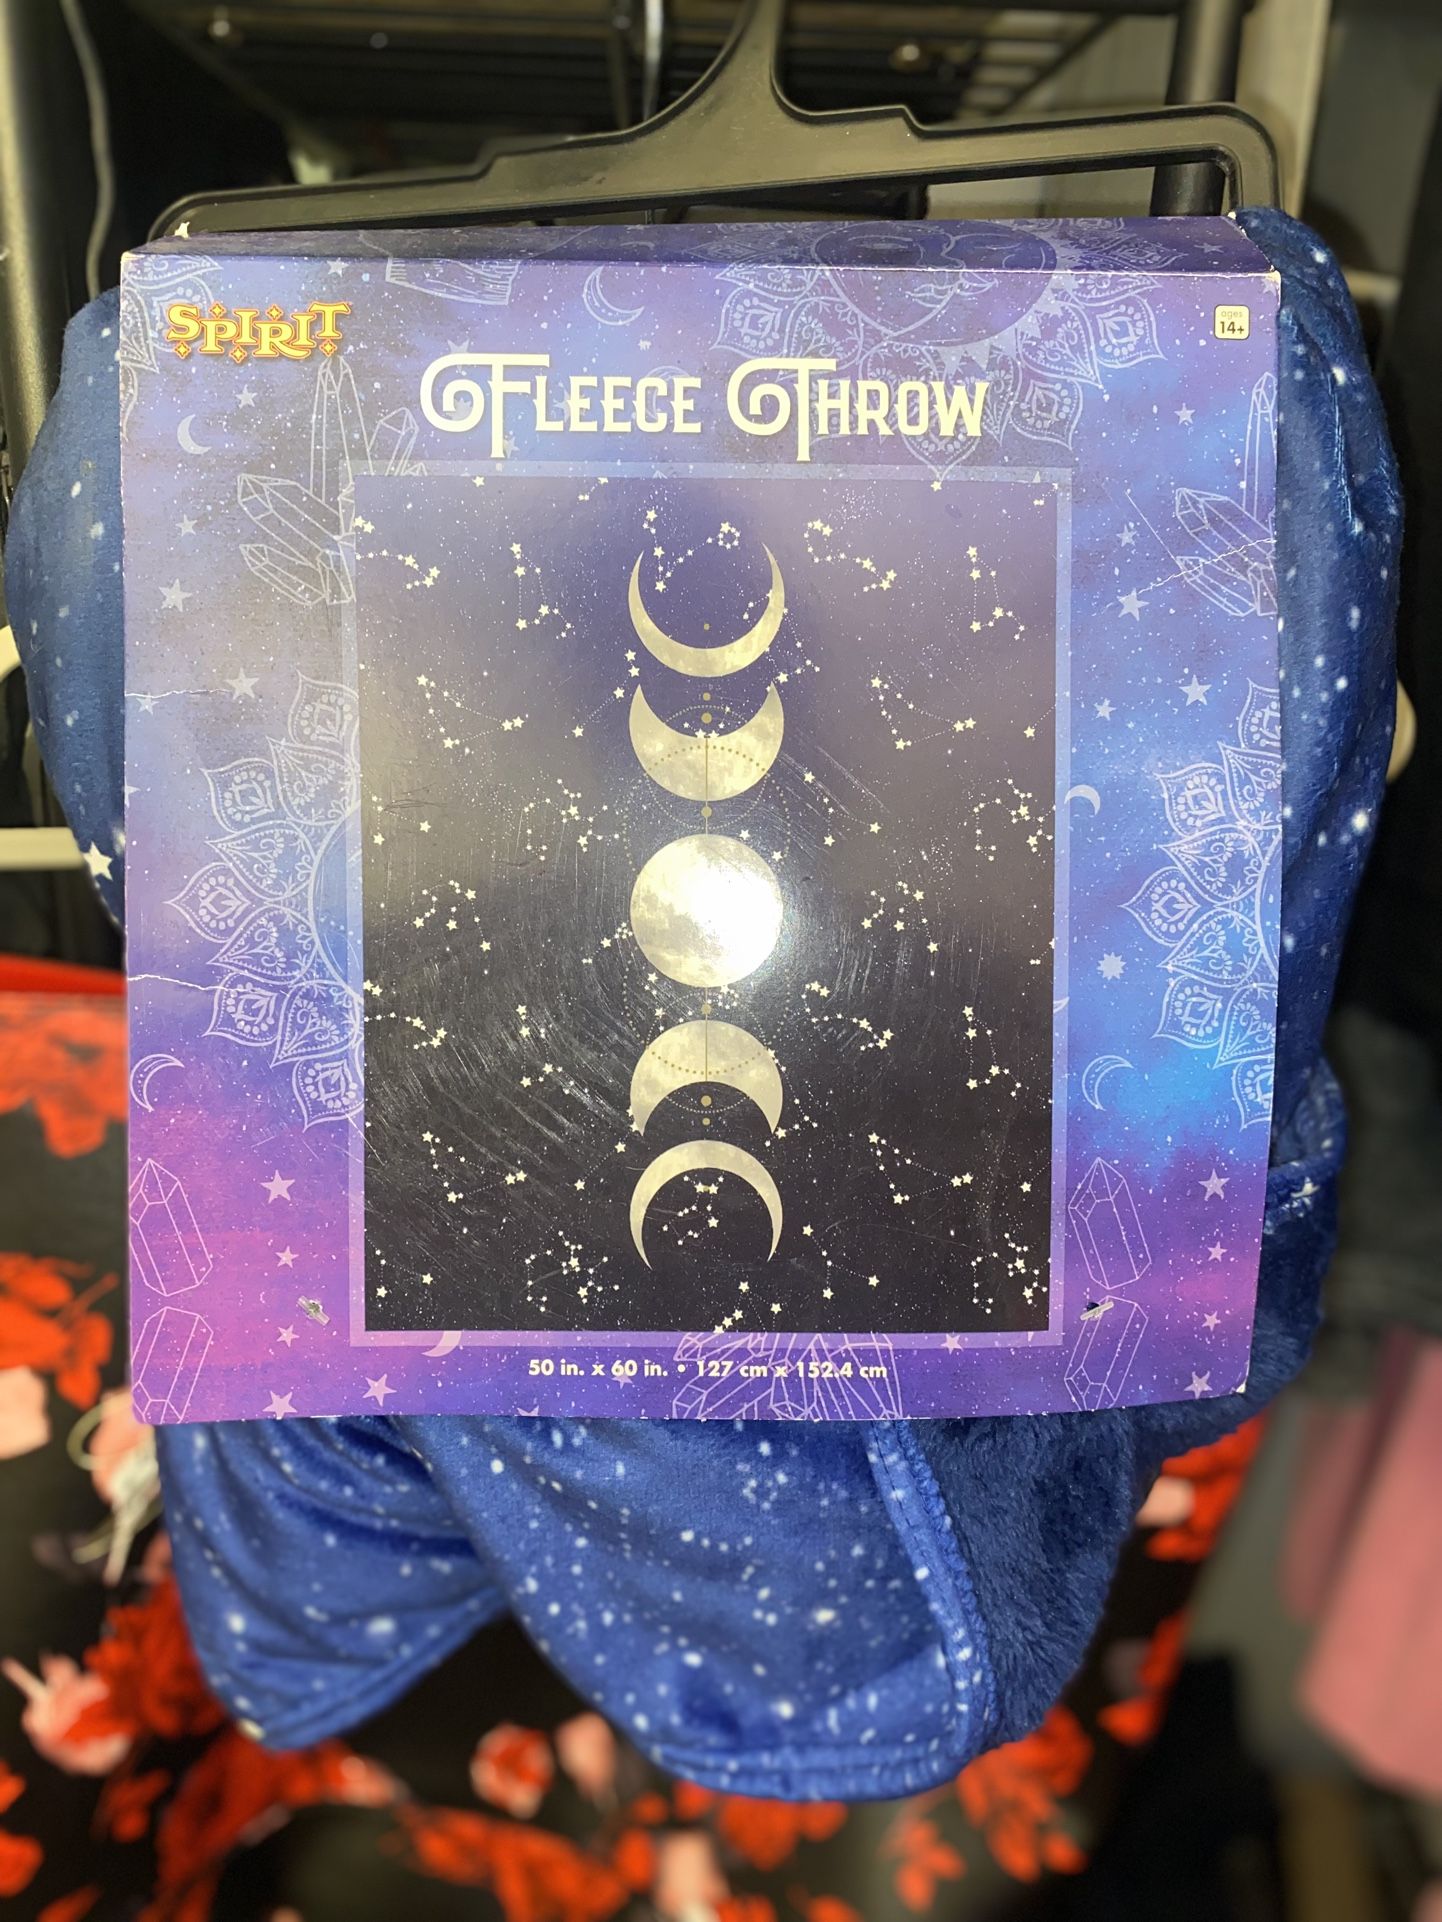 SPIRIT
ages
14+
FLEECE THROW
50 in. x 60 in. • 127 cm x 152.4 cm